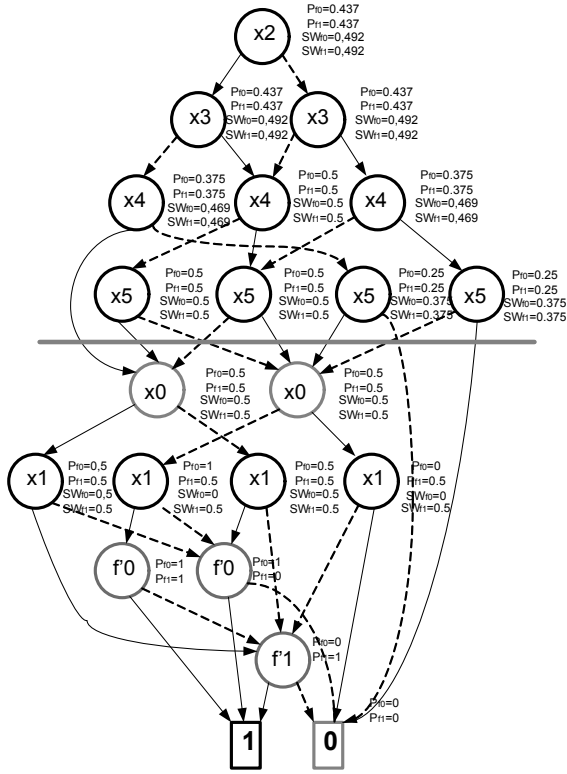 x2
Pf0=0.437
Pf1=0.437
SWf0=0,492
SWf1=0,492
x3
Pf0=0.437
Pf1=0.437
SWf0=0,492
SWf1=0,492
x3
Pf0=0.437
Pf1=0.437
SWf0=0,492
SWf1=0,492
x4
Pf0=0.375
Pf1=0.375
SWf0=0,469
SWf1=0,469
x4
Pf0=0.5
Pf1=0.5
SWf0=0.5
SWf1=0.5
x4
Pf0=0.375
Pf1=0.375
SWf0=0,469
SWf1=0,469
x5
Pf0=0.5
Pf1=0.5
SWf0=0.5
SWf1=0.5
x5
Pf0=0.5
Pf1=0.5
SWf0=0.5
SWf1=0.5
x5
Pf0=0.25
Pf1=0.25
SWf0=0.375
SWf1=0.375
x5
Pf0=0.25
Pf1=0.25
SWf0=0.375
SWf1=0.375
x0
Pf0=0.5
Pf1=0.5
SWf0=0.5
SWf1=0.5
x0
Pf0=0.5
Pf1=0.5
SWf0=0.5
SWf1=0.5
x1
Pf0=0,5
Pf1=0.5
SWf0=0,5
SWf1=0.5
x1
Pf0=1
Pf1=0.5
SWf0=0
SWf1=0.5
x1
Pf0=0.5
Pf1=0.5
SWf0=0.5
SWf1=0.5
x1
Pf0=0
Pf1=0.5
SWf0=0
SWf1=0.5
f'0
Pf0=1
Pf1=1
f'0
Pf0=1
Pf1=0
f'1
Pf0=0
Pf1=1
1
0
Pf0=0
Pf1=0